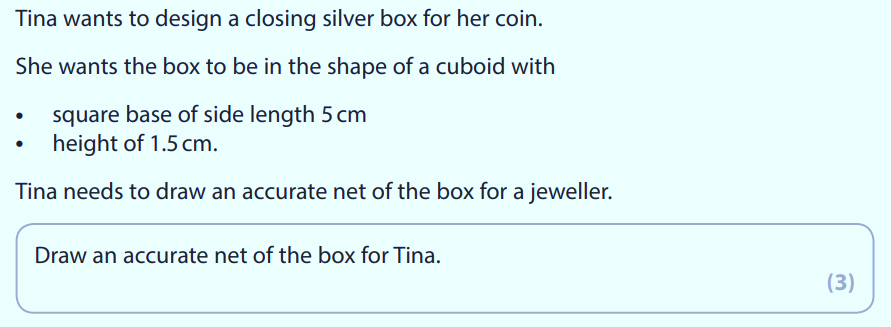 Tina wants to design a closing silver box for her coin.
She wants the box to be in the shape of a cuboid with
• square base of side length 5 cm
• height of 1.5 cm.
Tina needs to draw an accurate net of the box for a jeweller.
Draw an accurate net of the box for Tina.
(3)